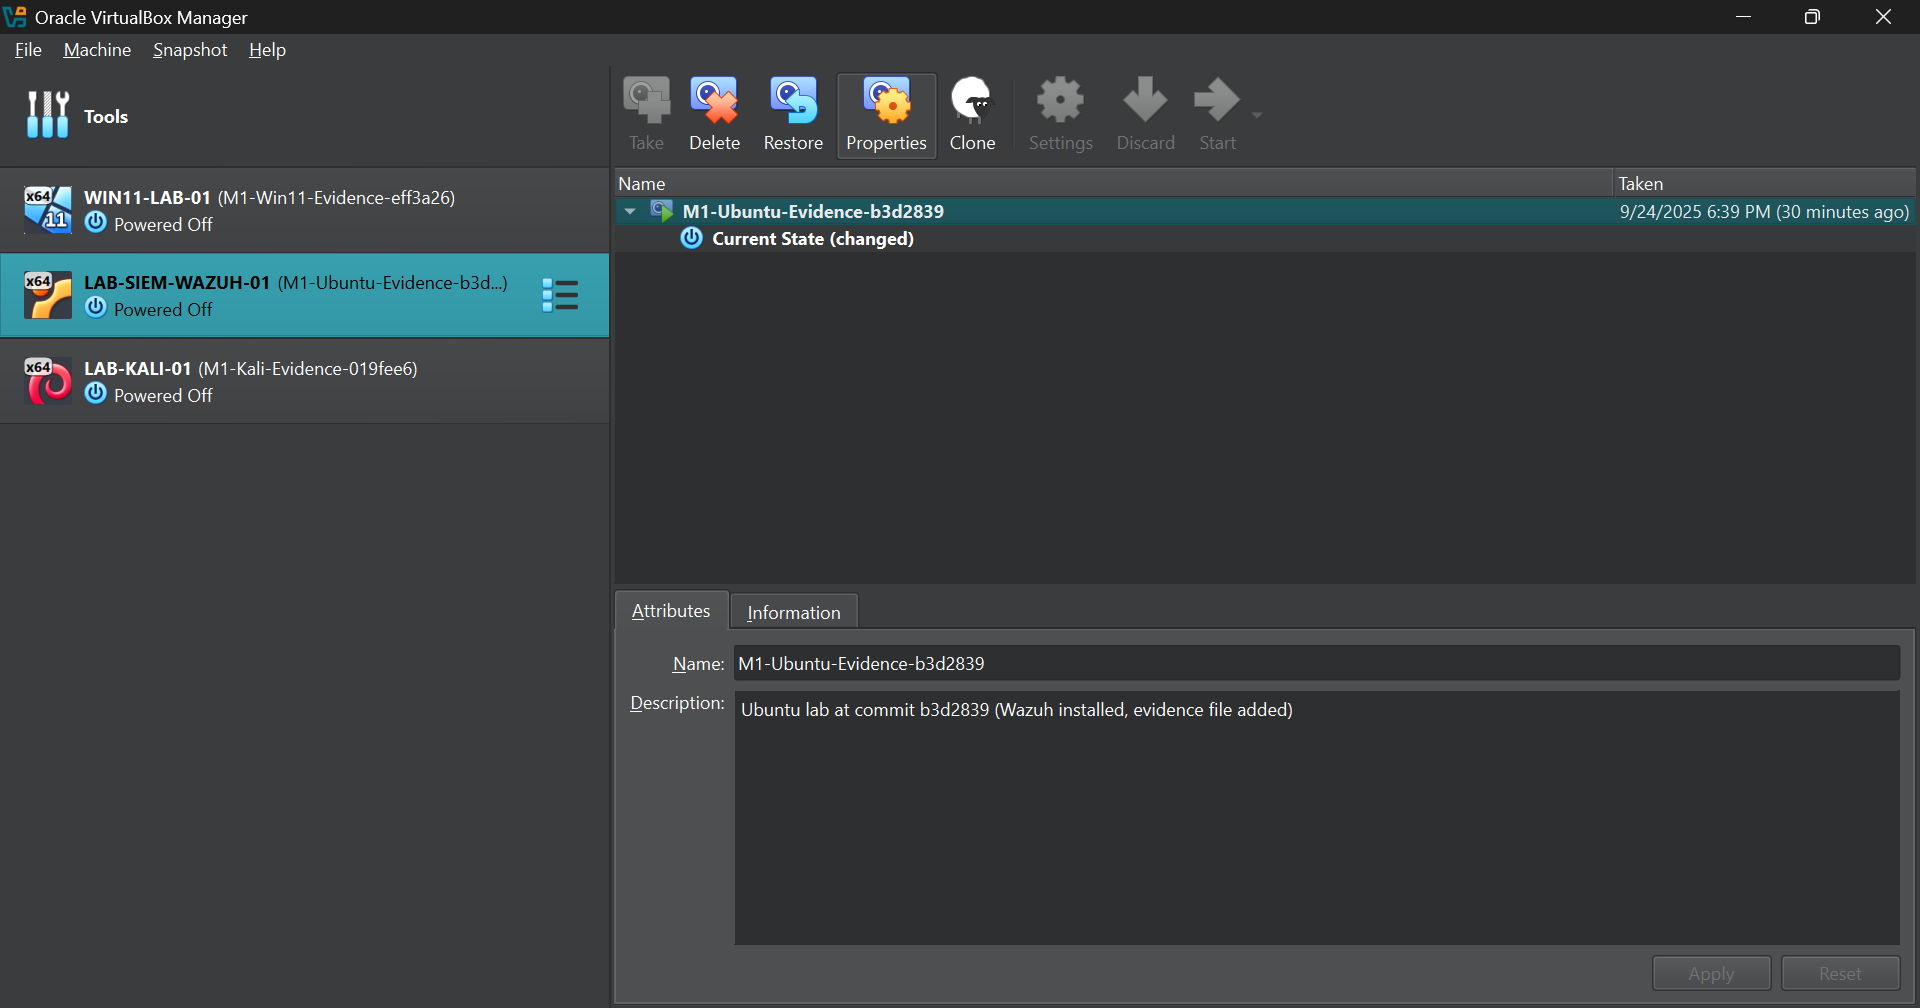 Oracle VirtualBox Manager
File Machine Snapshot Help
Tools
Take Delete Restore Properties Clone Settings Discard Start
x64 11 WIN11-LAB-01 (M1-Win11-Evidence-eff3a26)
Powered Off
x64 LAB-SIEM-WAZUH-01 (M1-Ubuntu-Evidence-b3d...)
Powered Off
x64 LAB-KALI-01 (M1-Kali-Evidence-019fee6)
Powered Off
Name Taken
M1-Ubuntu-Evidence-b3d2839 9/24/2025 6:39 PM (30 minutes ago)
Current State (changed)
Attributes Information
Name: M1-Ubuntu-Evidence-b3d2839
Description: Ubuntu lab at commit b3d2839 (Wazuh installed, evidence file added)
Apply Reset